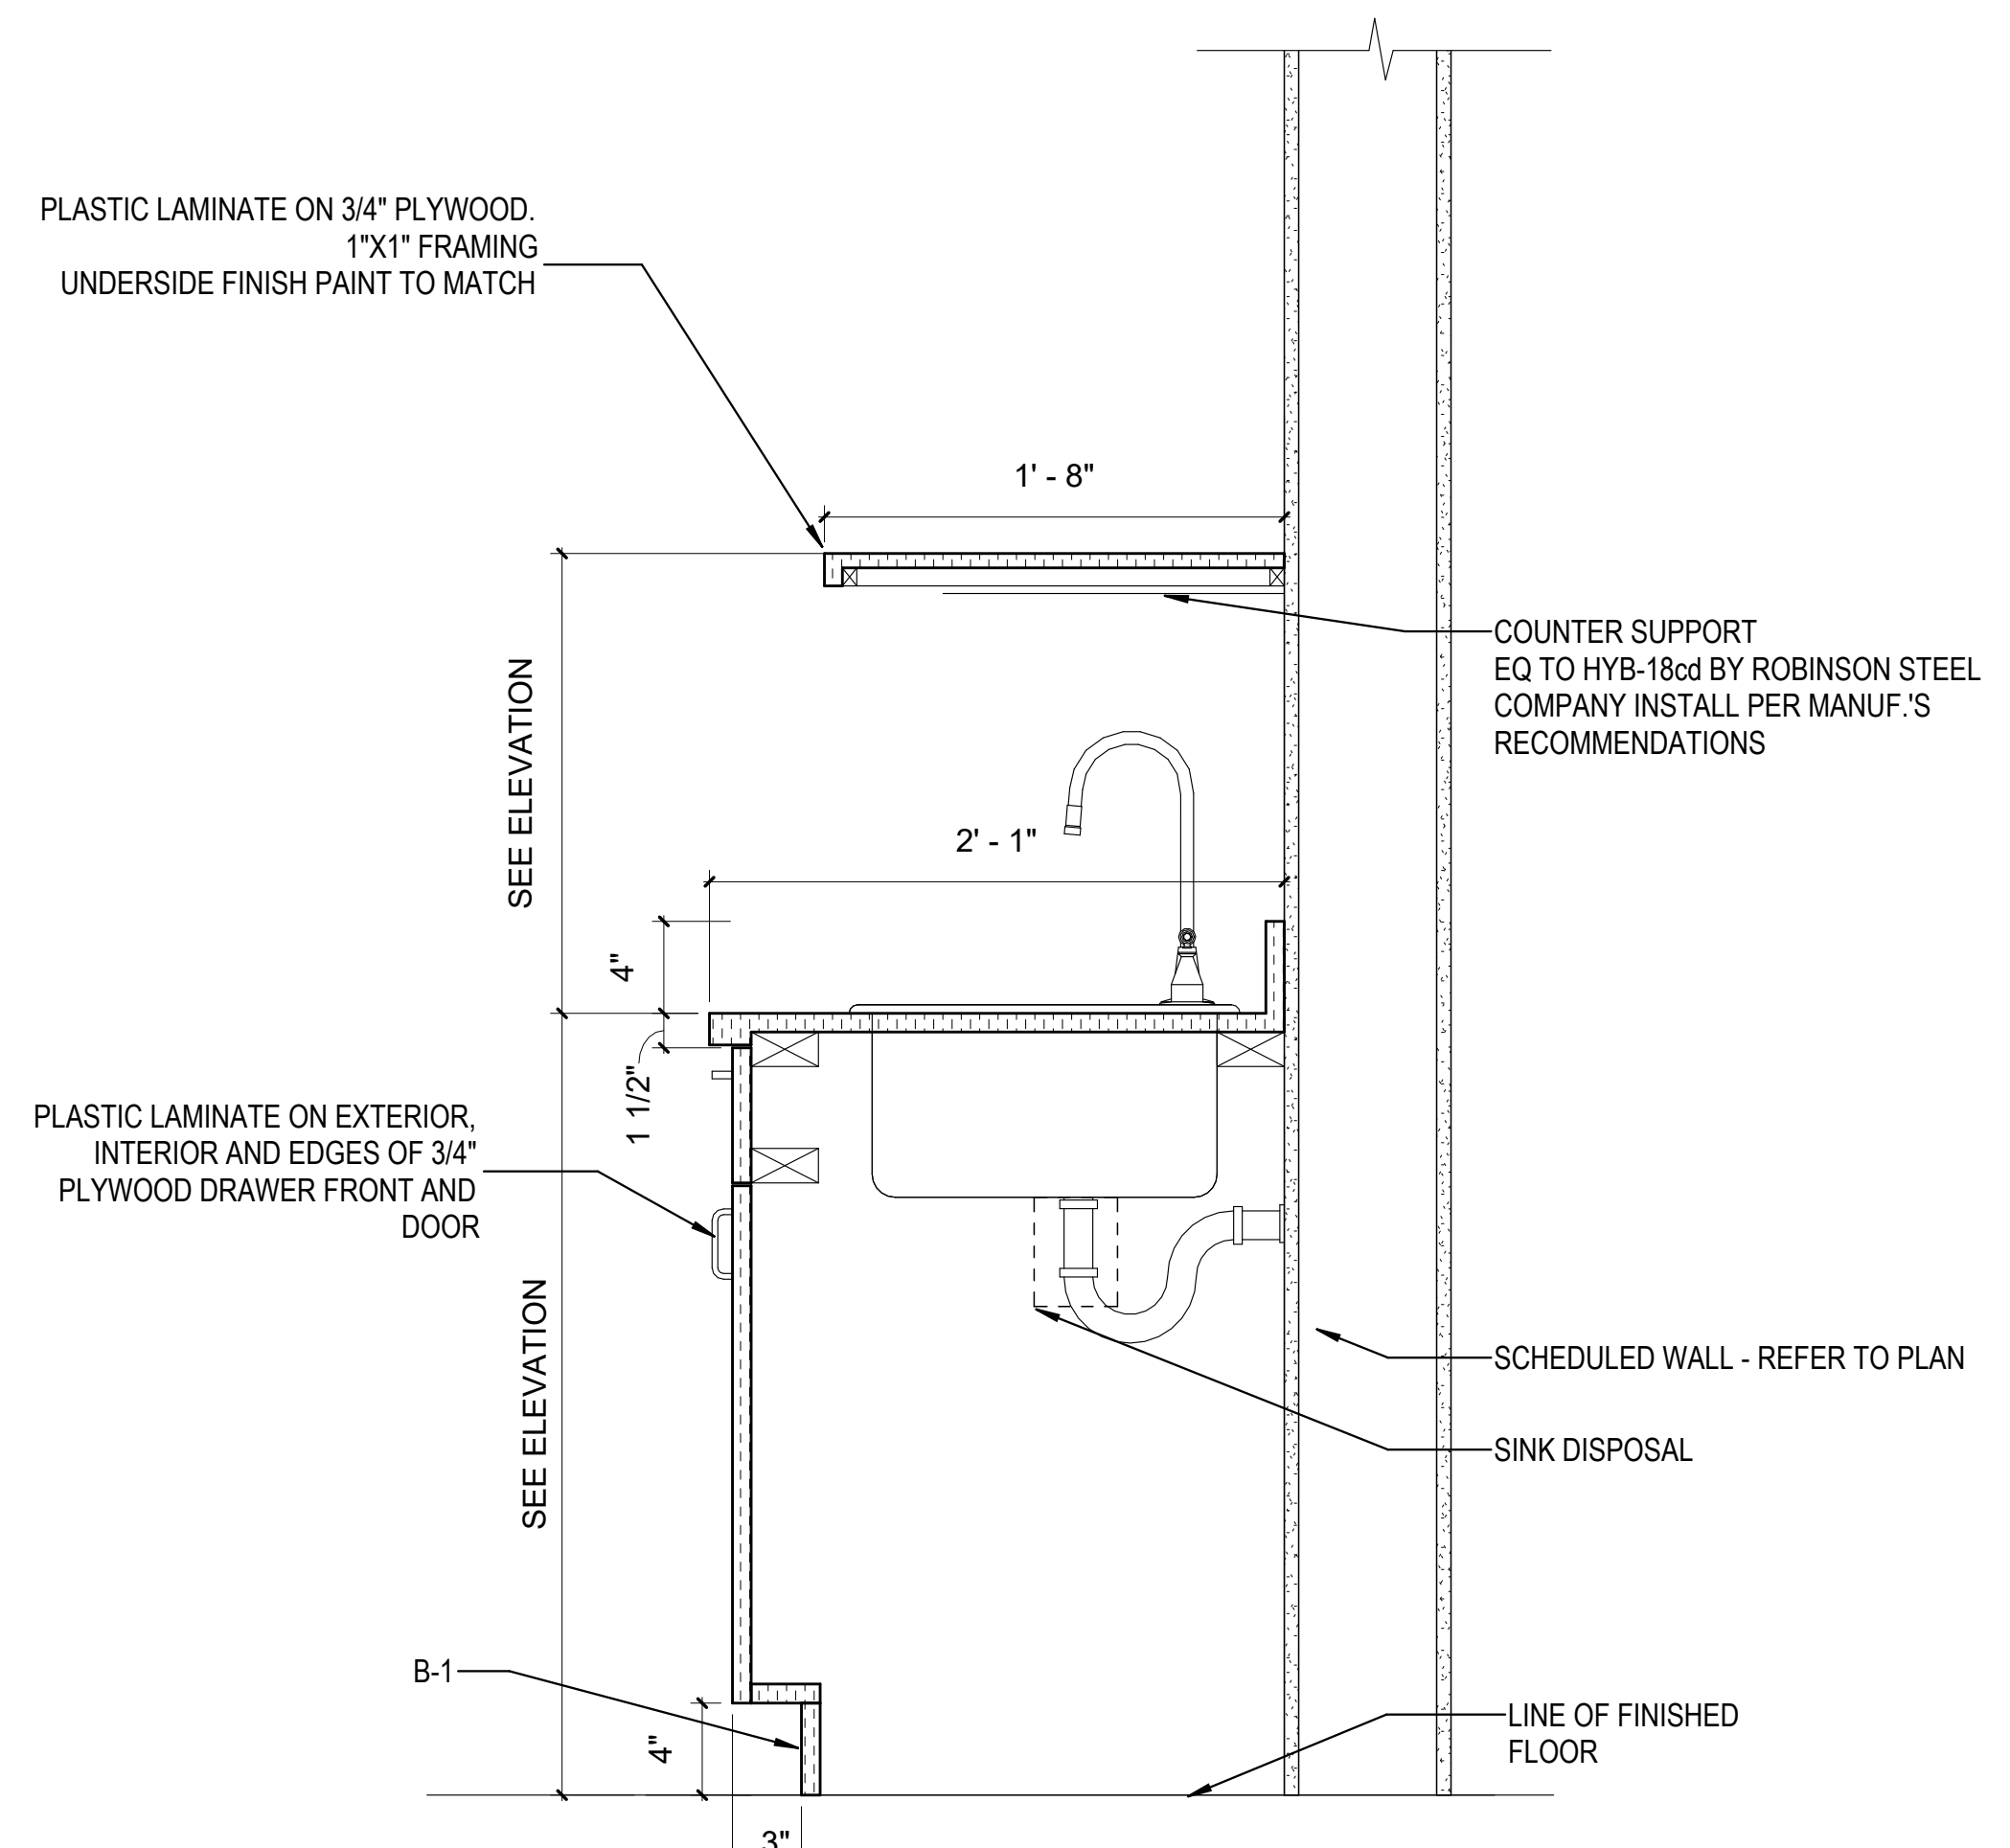 PLASTIC LAMINATE ON 3/4" PLYWOOD.
1"X1" FRAMING
UNDERSIDE FINISH PAINT TO MATCH
1' - 8"
COUNTER SUPPORT
EQ TO HYB-18cd BY ROBINSON STEEL
COMPANY INSTALL PER MANUF.'S
RECOMMENDATIONS
SEE ELEVATION
2' - 1"
4"
1 1/2"
PLASTIC LAMINATE ON EXTERIOR,
INTERIOR AND EDGES OF 3/4"
PLYWOOD DRAWER FRONT AND
DOOR
SEE ELEVATION
SCHEDULED WALL - REFER TO PLAN
SINK DISPOSAL
B-1
4"
LINE OF FINISHED
FLOOR
3"